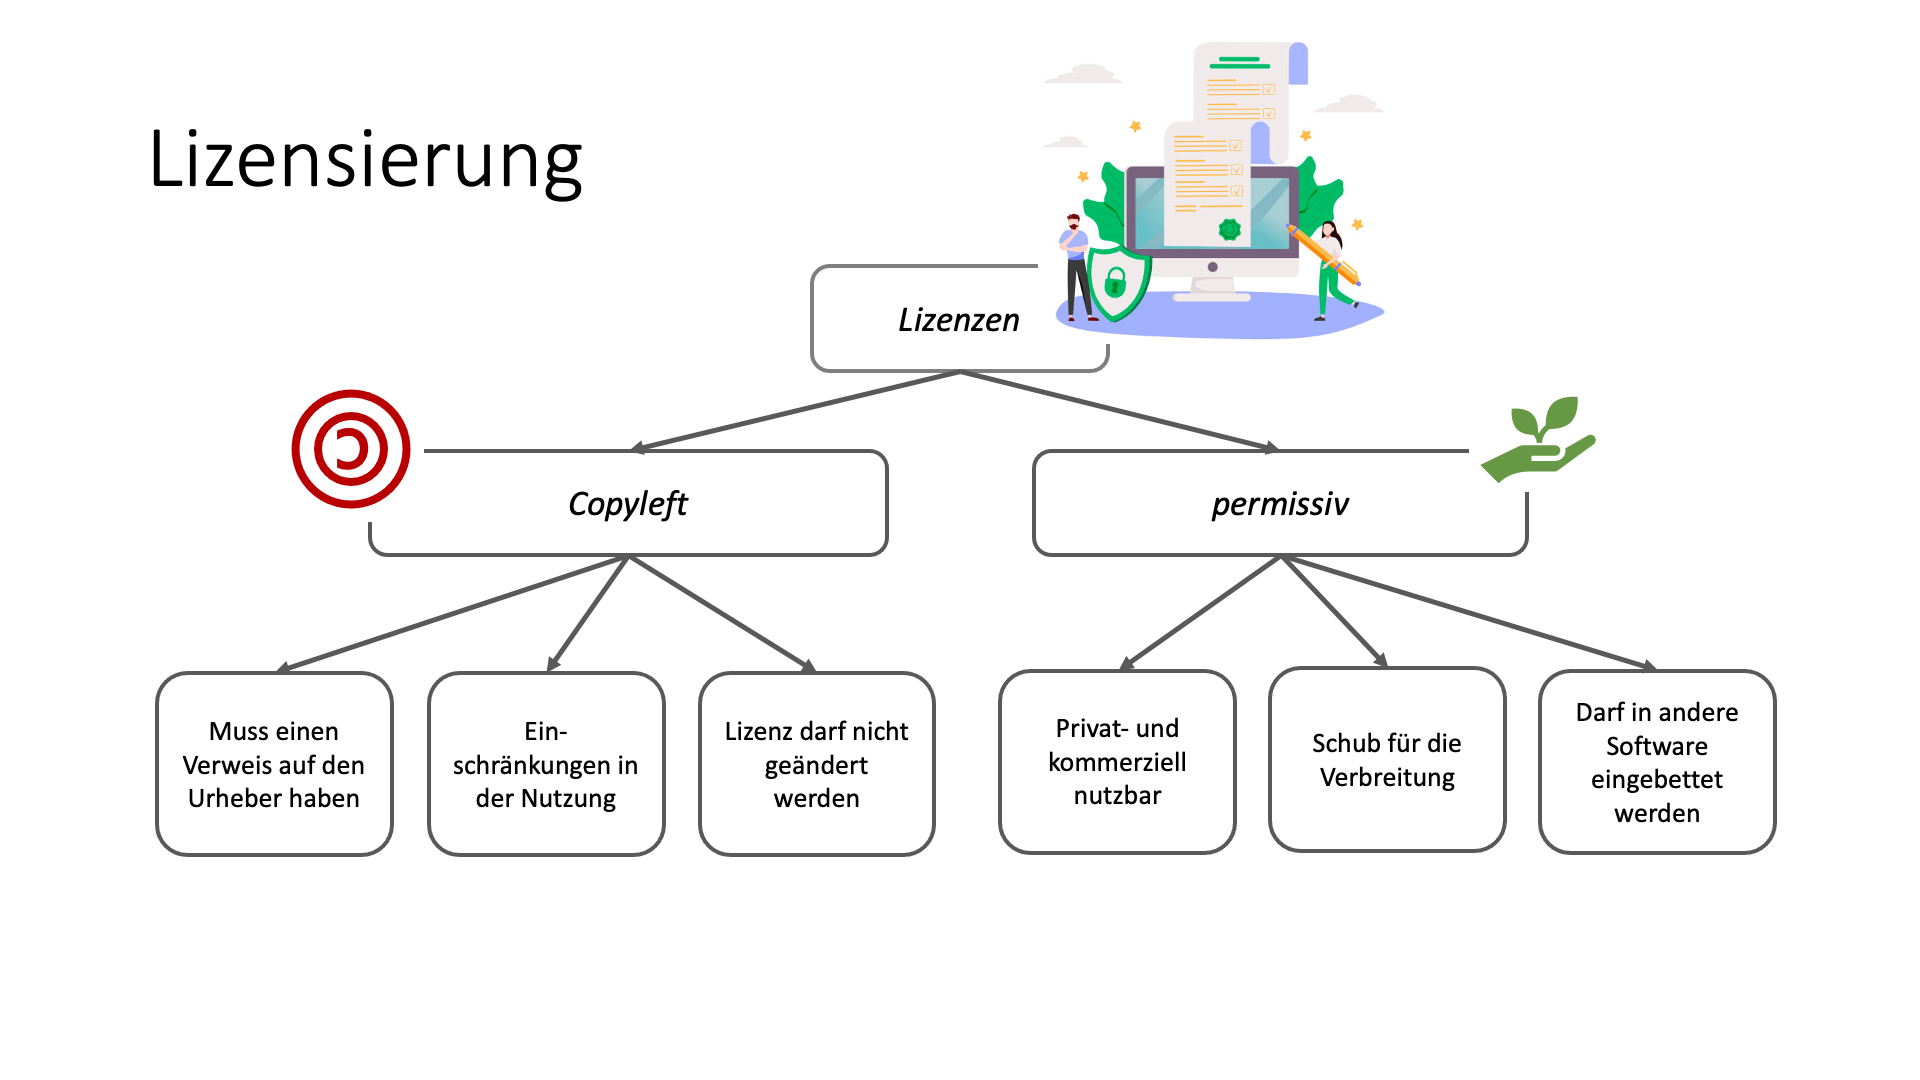 Lizensierung
Lizenzen
Copyleft
permissiv
Muss einen
Verweis auf den
Urheber haben
Ein-
schränkungen in
der Nutzung
Lizenz darf nicht
geändert
werden
Privat- und
kommerziell
nutzbar
Schub für die
Verbreitung
Darf in andere
Software
eingebettet
werden